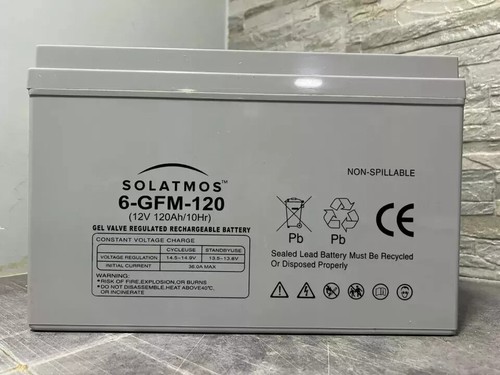 NON-SPILLABLE
SOLATMOS™
6-GFM-120
(12V 120Ah/10Hr)
GEL VALVE REGULATED RECHARGEABLE BATTERY
CONSTANT VOLTAGE CHARGE
CYCLEUSE STANDBYUSE
VOLTAGE REGULATION 14.5-14.9V 13.5-13.8V
INITIAL CURRENT 36.0A MAX
WARNING:
*RISK OF FIRE,EXPLOSION,OR BURNS
*DO NOT DISASSEMBLE,HEAT ABOVE40℃,
OR INCINERATE
Pb Pb
CE
Sealed Lead Battery Must Be Recycled
Or Disposed Properly